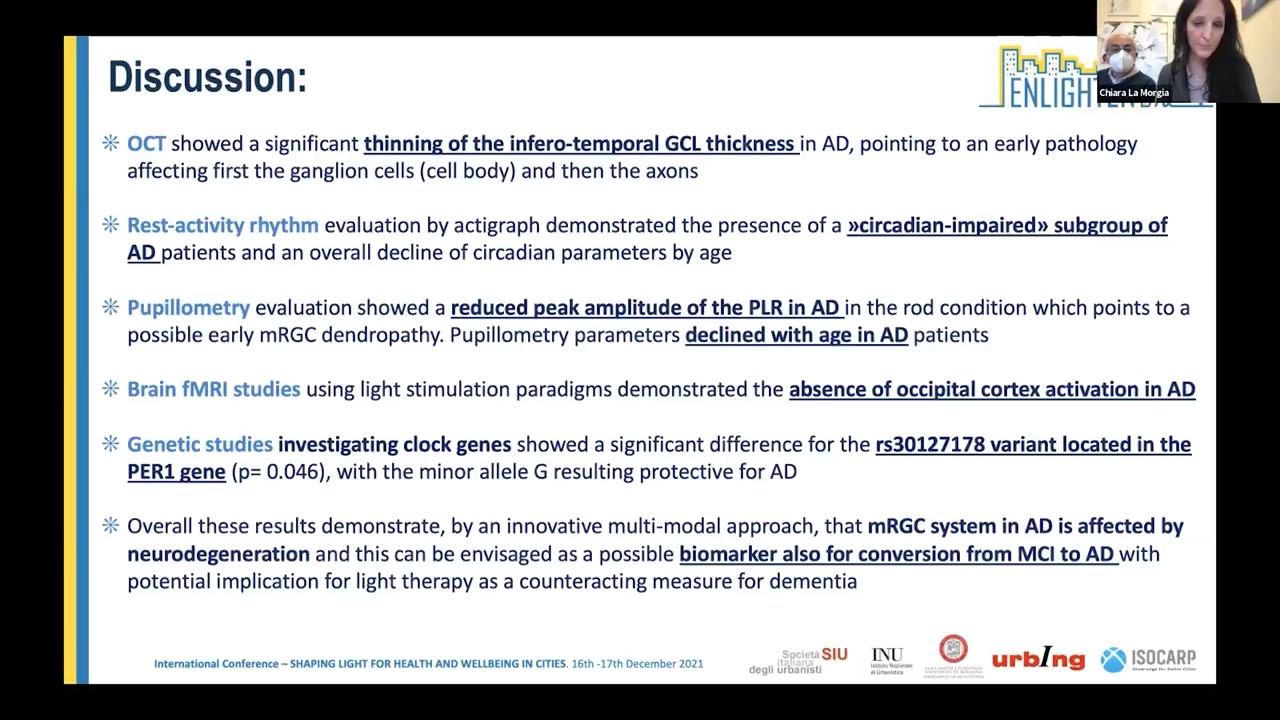 Chiara La Morgia
Discussion:
ENLIGHTEN
OCT showed a significant thinning of the infero-temporal GCL thickness in AD, pointing to an early pathology
affecting first the ganglion cells (cell body) and then the axons
Rest-activity rhythm evaluation by actigraph demonstrated the presence of a »circadian-impaired» subgroup of
AD patients and an overall decline of circadian parameters by age
Pupillometry evaluation showed a reduced peak amplitude of the PLR in AD in the rod condition which points to a
possible early mRGC dendropathy. Pupillometry parameters declined with age in AD patients
Brain fMRI studies using light stimulation paradigms demonstrated the absence of occipital cortex activation in AD
Genetic studies investigating clock genes showed a significant difference for the rs30127178 variant located in the
PER1 gene (p= 0.046), with the minor allele G resulting protective for AD
Overall these results demonstrate, by an innovative multi-modal approach, that mRGC system in AD is affected by
neurodegeneration and this can be envisaged as a possible biomarker also for conversion from MCI to AD with
potential implication for light therapy as a counteracting measure for dementia
International Conference – SHAPING LIGHT FOR HEALTH AND WELLBEING IN CITIES. 16th -17th December 2021
Società SIU
italiana
degli urbanisti
INU
Istituto Nazionale
di Urbanistica
urbIng
ISOCARP